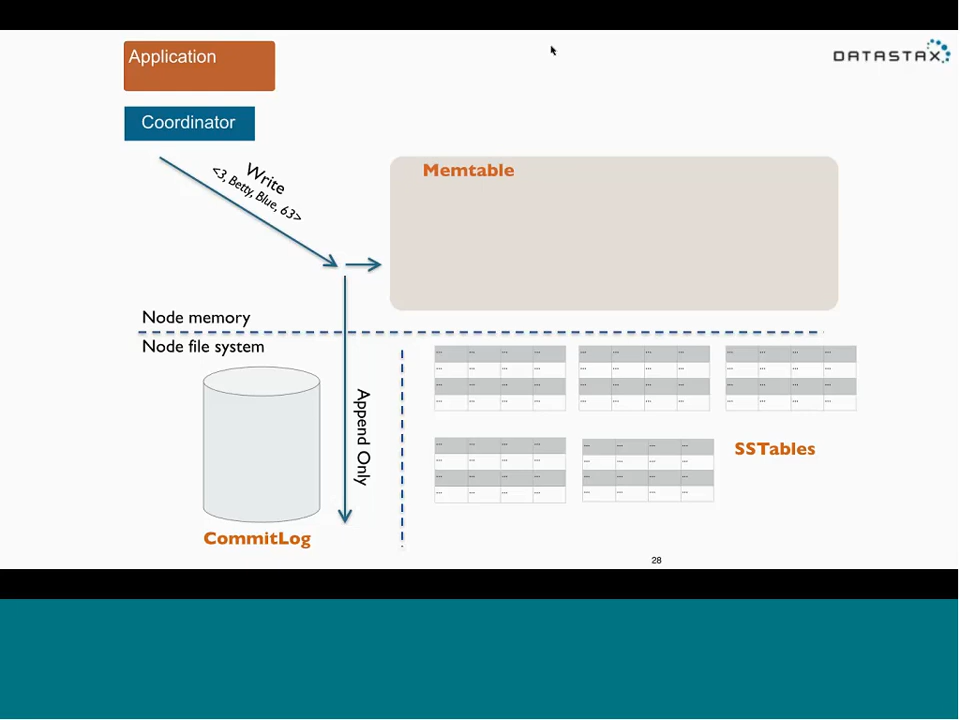 Application
DATASTAX
Coordinator
Write
<3, Betty, Blue, 63>
Memtable
Node memory
Node file system
... ... ... ...
... ... ... ...
... ... ... ...
... ... ... ...
... ... ... ...
... ... ... ...
... ... ... ...
... ... ... ...
... ... ... ...
... ... ... ...
... ... ... ...
... ... ... ...
Append Only
... ... ... ...
... ... ... ...
... ... ... ...
... ... ... ...
... ... ... ...
... ... ... ...
... ... ... ...
... ... ... ...
SSTables
CommitLog
28